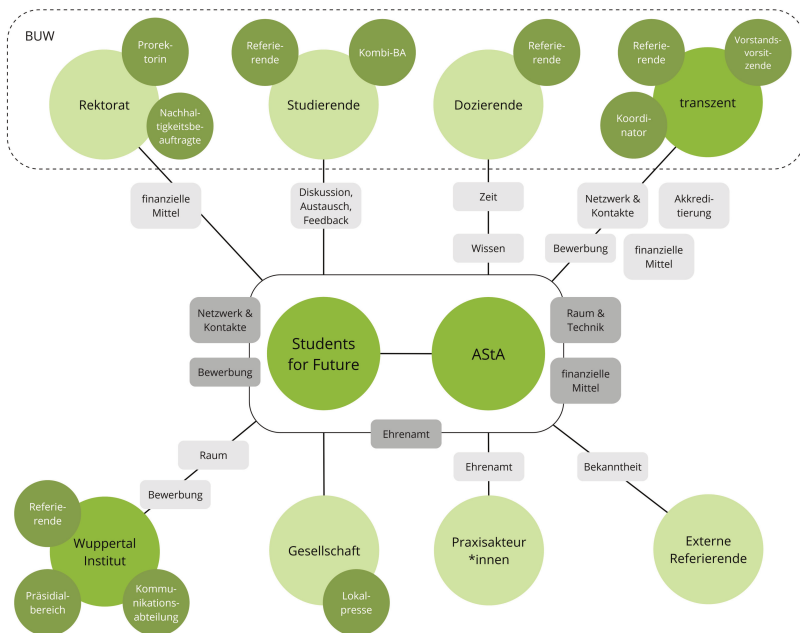 BUW
Prorek-
torin
Rektorat
Nachhal-
tigkeitsbe-
auftragte
Referie-
rende
Kombi-BA
Studierende
Referie-
rende
Dozierende
Referie-
rende
Vorstands-
vorsit-
zende
transzent
Koordi-
nator
finanzielle
Mittel
Diskussion,
Austausch,
Feedback
Zeit
Wissen
Netzwerk &
Kontakte
Akkredi-
tierung
Bewerbung
finanzielle
Mittel
Netzwerk &
Kontakte
Bewerbung
Students
for Future
AStA
Raum &
Technik
finanzielle
Mittel
Ehrenamt
Raum
Bewerbung
Ehrenamt
Bekanntheit
Referie-
rende
Wuppertal
Institut
Präsidial-
bereich
Kommu-
nikations-
abteilung
Gesellschaft
Lokal-
presse
Praxisakteur
*innen
Externe
Referierende